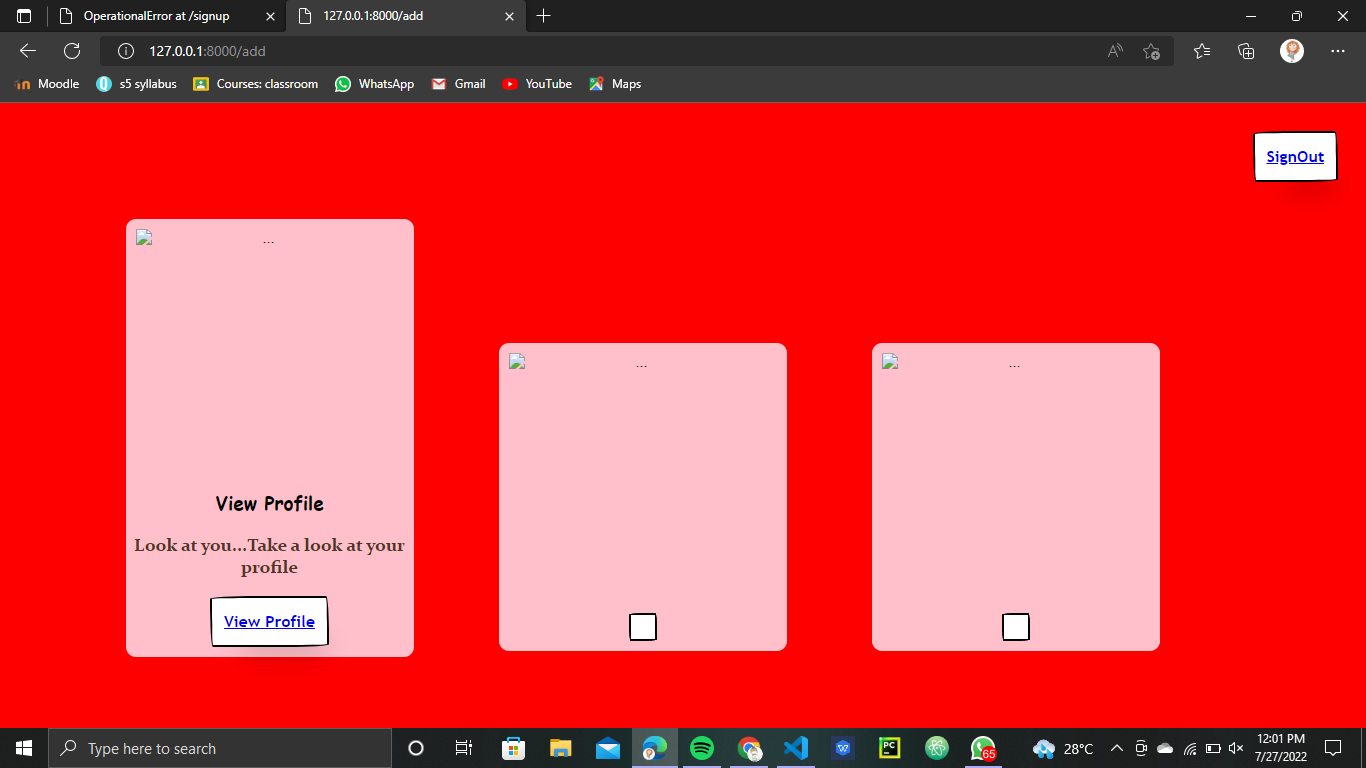 OperationalError at /signup
127.0.0.1:8000/add
127.0.0.1:8000/add
Moodle
s5 syllabus
Courses: classroom
WhatsApp
Gmail
YouTube
Maps
SignOut
...
...
...
View Profile
Look at you...Take a look at your
profile
View Profile
Type here to search
PC
65
28°C
12:01 PM
7/27/2022